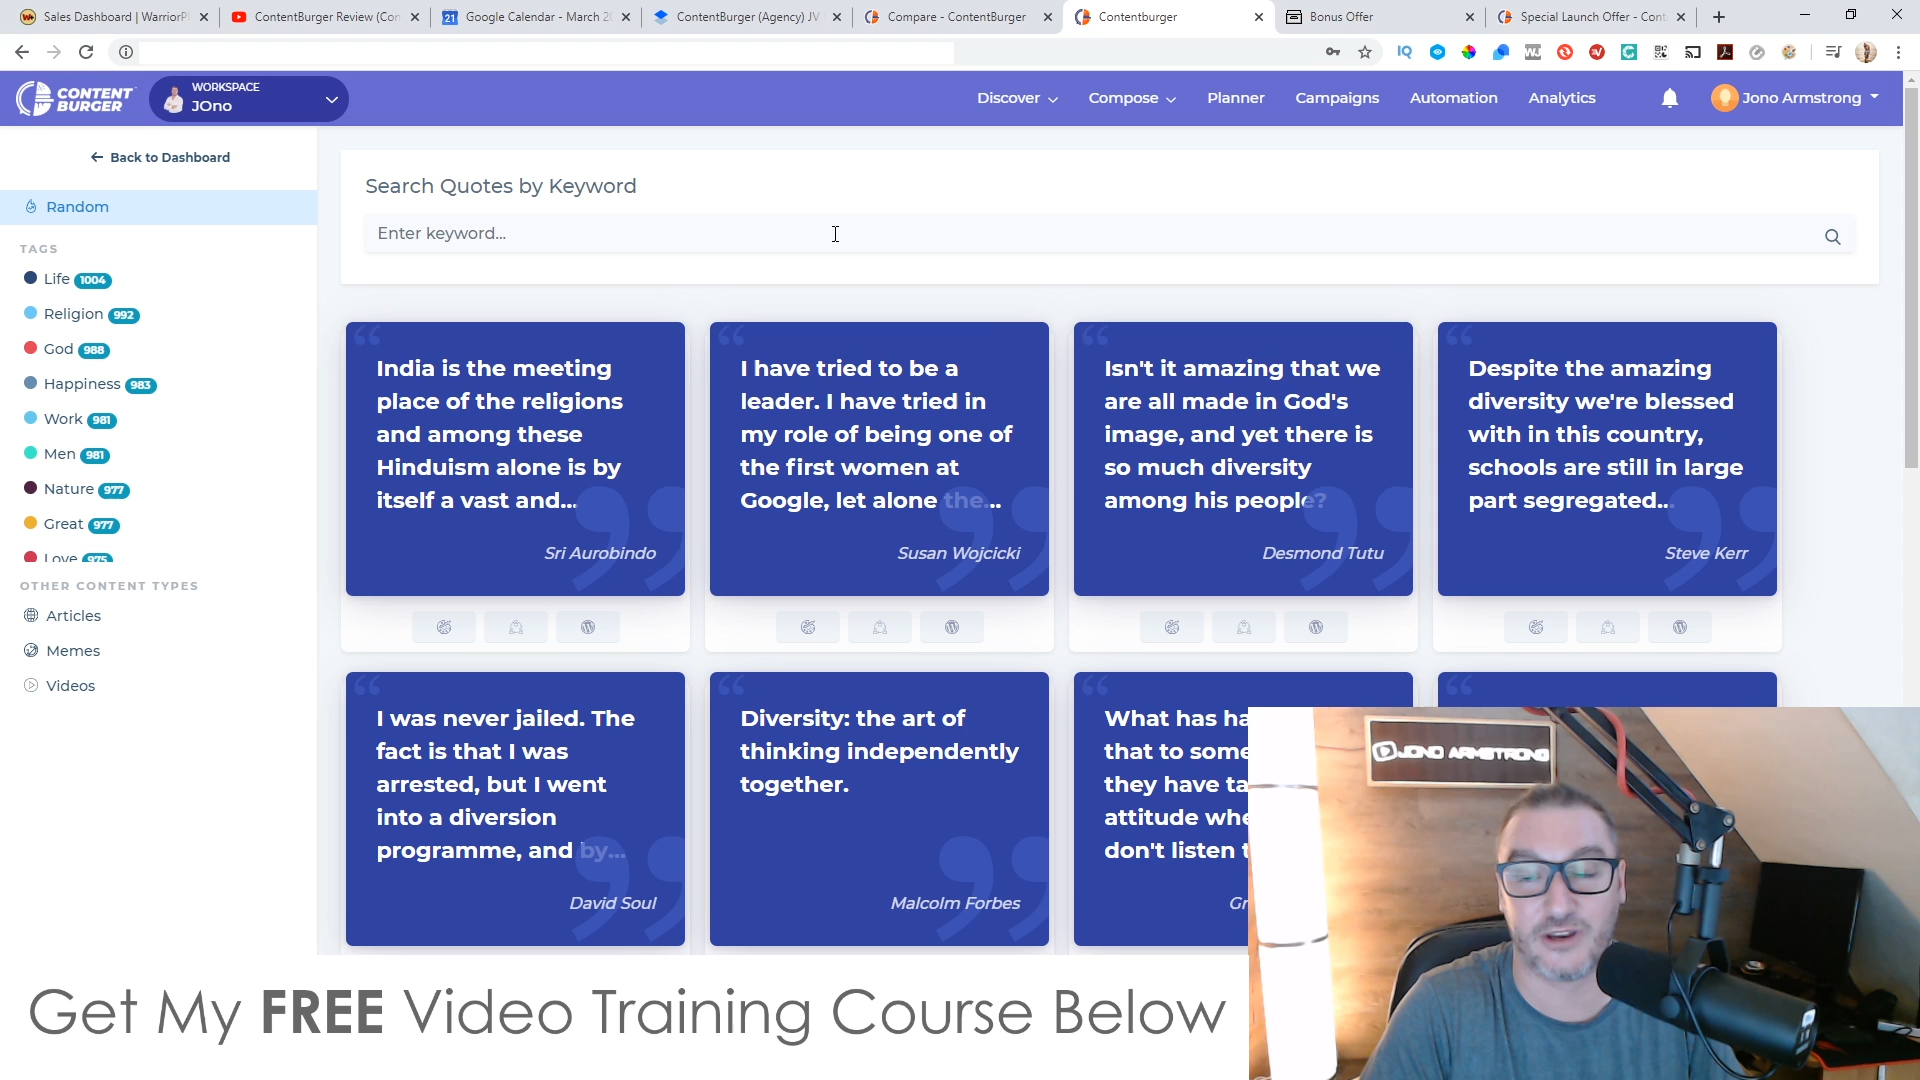 Sales Dashboard | WarriorP
ContentBurger Review (Con
Google Calendar - March 2
ContentBurger (Agency) JV
Compare - ContentBurger
Contentburger
Bonus Offer
Special Launch Offer - Cont
CONTENT
BURGER
WORKSPACE
JOno
Discover
Compose
Planner
Campaigns
Automation
Analytics
Jono Armstrong
Back to Dashboard
Random
TAGS
Life 1004
Religion 992
God 988
Happiness 983
Work 981
Men 981
Nature 977
Great 977
Love 975
OTHER CONTENT TYPES
Articles
Memes
Videos
Search Quotes by Keyword
Enter keyword...
India is the meeting
place of the religions
and among these
Hinduism alone is by
itself a vast and...
Sri Aurobindo
I have tried to be a
leader. I have tried in
my role of being one of
the first women at
Google, let alone the...
Susan Wojcicki
Isn't it amazing that we
are all made in God's
image, and yet there is
so much diversity
among his people?
Desmond Tutu
Despite the amazing
diversity we're blessed
with in this country,
schools are still in large
part segregated...
Steve Kerr
I was never jailed. The
fact is that I was
arrested, but I went
into a diversion
programme, and by...
David Soul
Diversity: the art of
thinking independently
together.
Malcolm Forbes
What has ha
that to some
they have ta
attitude whe
don't listen t
Gr
JONO ARMSTRONG
Get My FREE Video Training Course Below